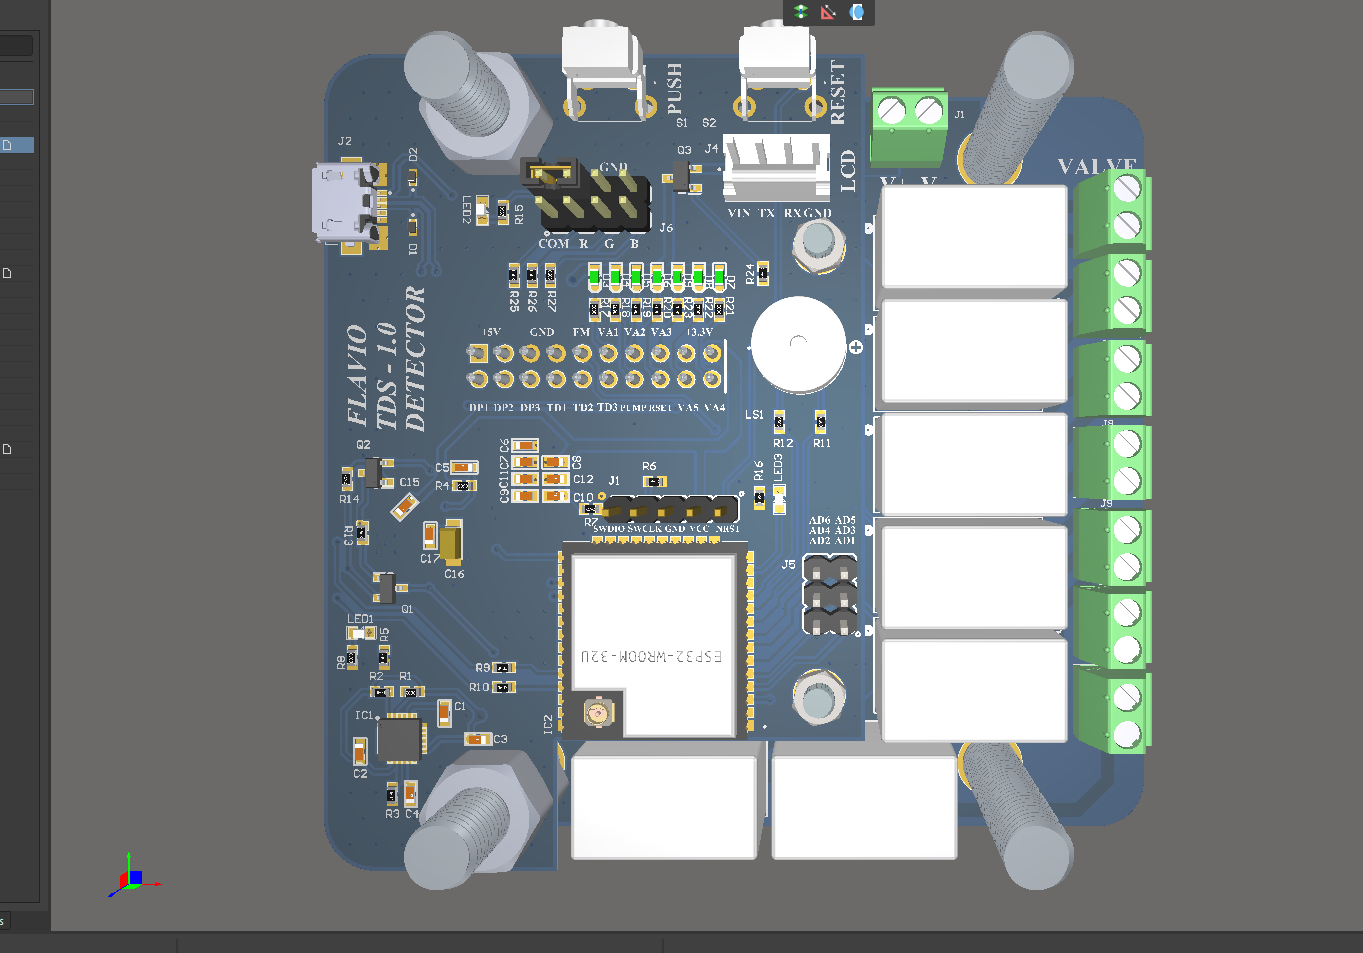 PUSH
RESET
S1 S2
J1
J2
D2
Q3
J4
LCD
VALVE
V+ V-
GND
LED2
R15
VIN TX RX GND
J6
COM R G B
D1
R24
R25
R26
R27
R21
+5V GND FM VA1 VA2 VA3 +3.3V
FLAVIO
TDS - 1.0
DETECTOR
DP1 DP2 DP3 TD1 TD2 TD3 PUMP RSET VA5 VA4
LS1
R12 R11
J8
Q2
C6
C5
C7
C8
R6
R16
LED3
R14
C15
R4
C11
C12
J1
C9
C10
J9
R7
SWDIO SWCLK GND VCC NRST
AD6 AD5
AD4 AD3
AD2 AD1
R13
C17
C16
J5
Q1
LED1
R5
R8
ESP32-WROOM-32U
R9
R2 R1
R10
IC1
C1
IC2
C3
C2
R3 C4
s